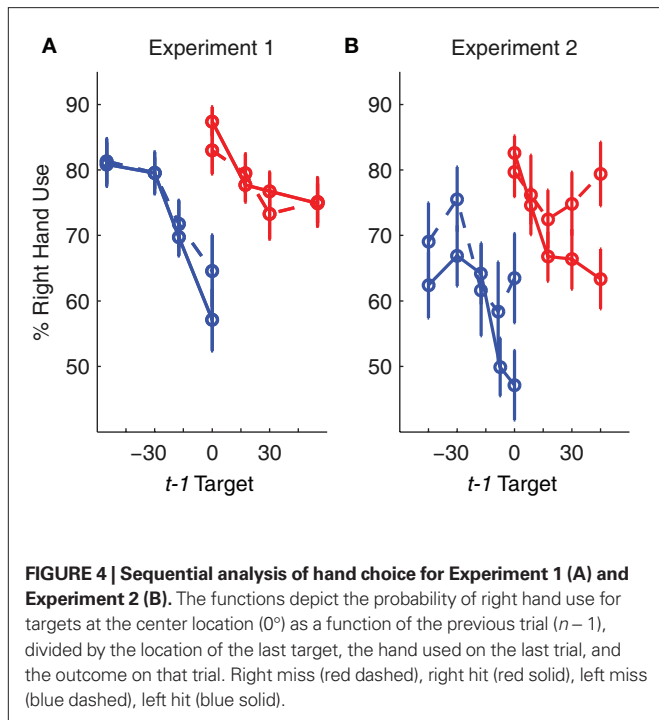 A Experiment 1 B Experiment 2
% Right Hand Use
90 90
80 80
70 70
60 60
50 50
−30 0 30 −30 0 30
t-1 Target t-1 Target
FIGURE 4 | Sequential analysis of hand choice for Experiment 1 (A) and
Experiment 2 (B). The functions depict the probability of right hand use for
targets at the center location (0°) as a function of the previous trial (n − 1),
divided by the location of the last target, the hand used on the last trial, and
the outcome on that trial. Right miss (red dashed), right hit (red solid), left miss
(blue dashed), left hit (blue solid).